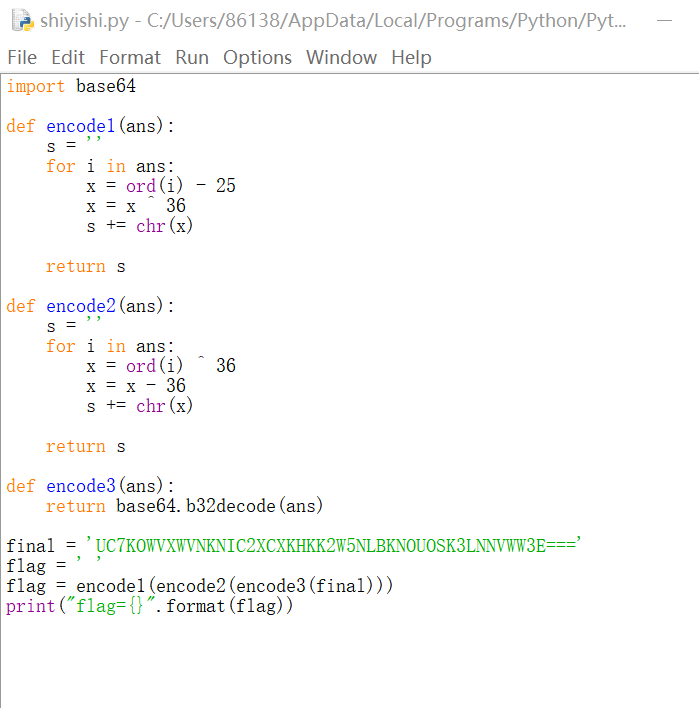 shiyishi.py - C:/Users/86138/AppData/Local/Programs/Python/Pyt...
File Edit Format Run Options Window Help
import base64
def encode1(ans):
    s = ''
    for i in ans:
        x = ord(i) - 25
        x = x ^ 36
        s += chr(x)
    return s
def encode2(ans):
    s = ''
    for i in ans:
        x = ord(i) ^ 36
        x = x - 36
        s += chr(x)
    return s
def encode3(ans):
    return base64.b32decode(ans)
final = 'UC7KOWVXWVNKNIC2XCXKHKK2W5NLBKNOUOSK3LNNVWW3E==='
flag = ' '
flag = encode1(encode2(encode3(final)))
print("flag={}".format(flag))